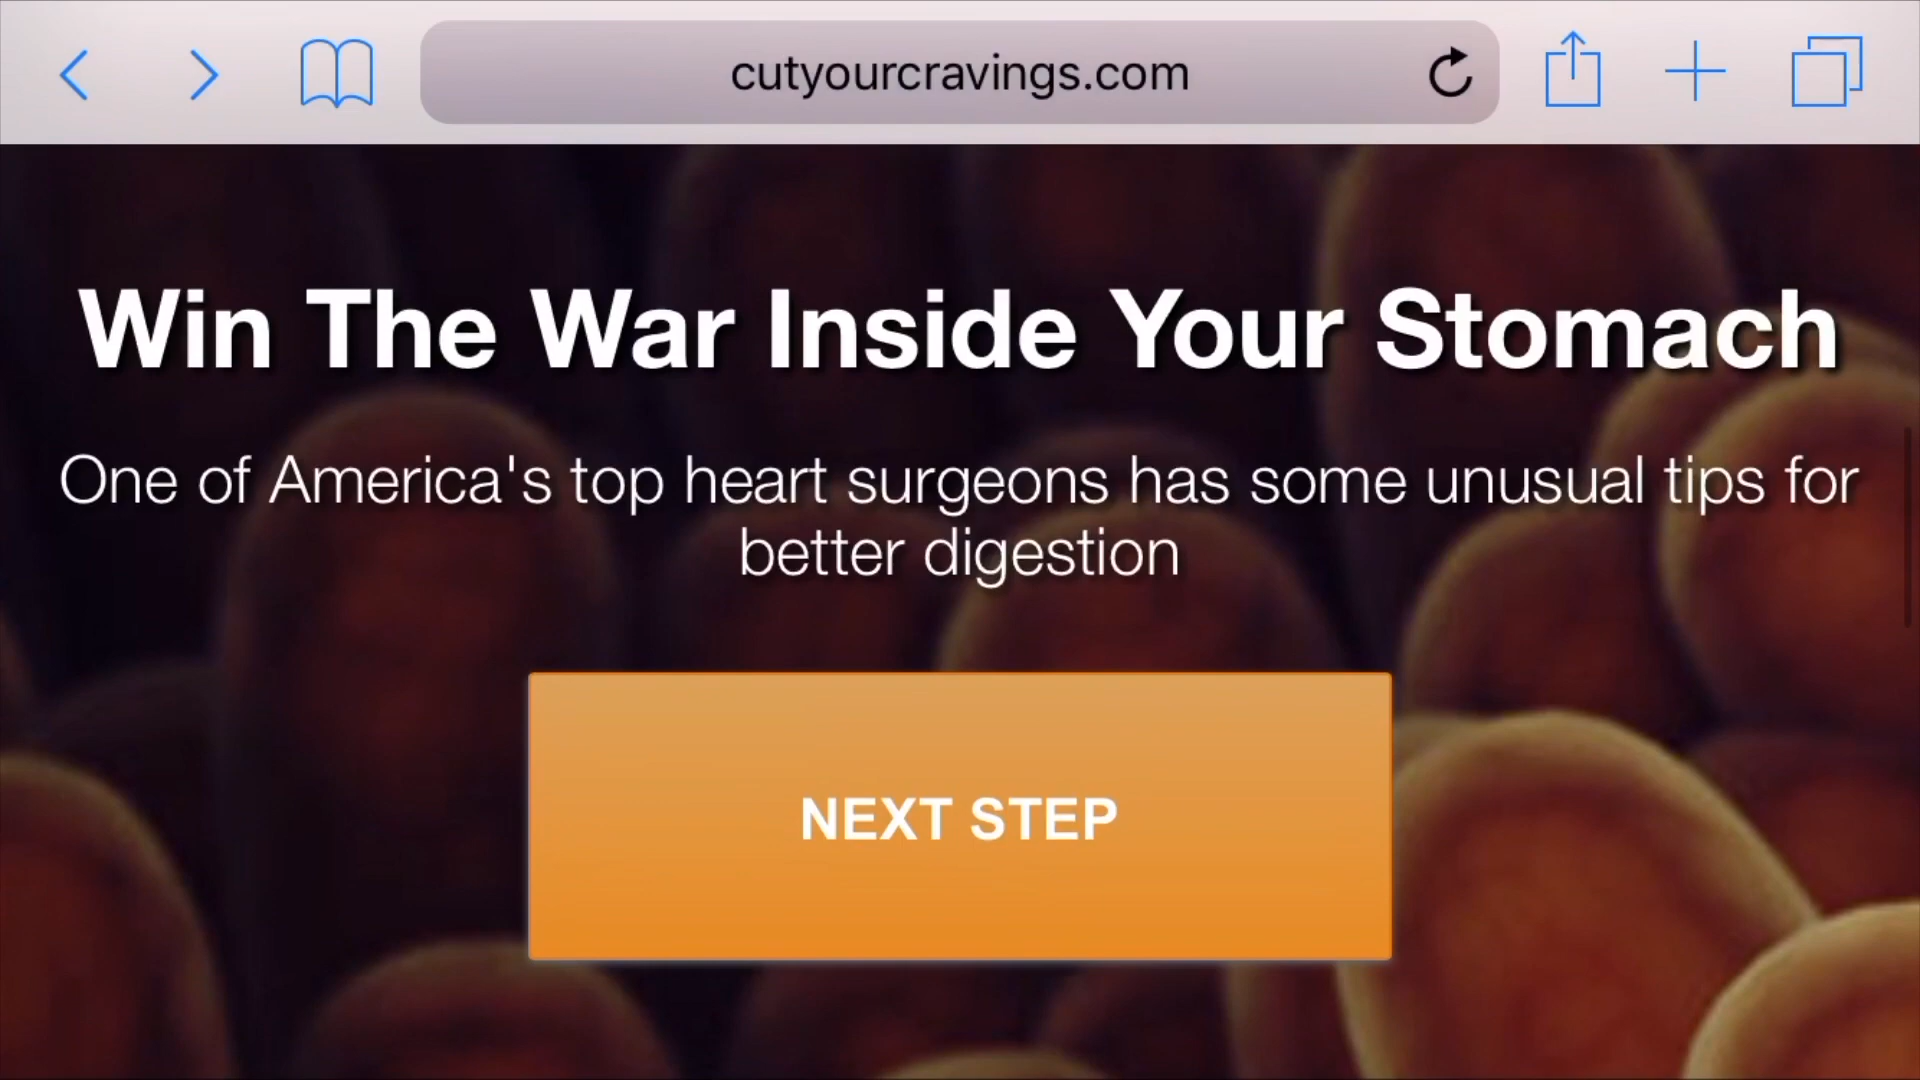 cutyourcravings.com
Win The War Inside Your Stomach
One of America's top heart surgeons has some unusual tips for
better digestion
NEXT STEP